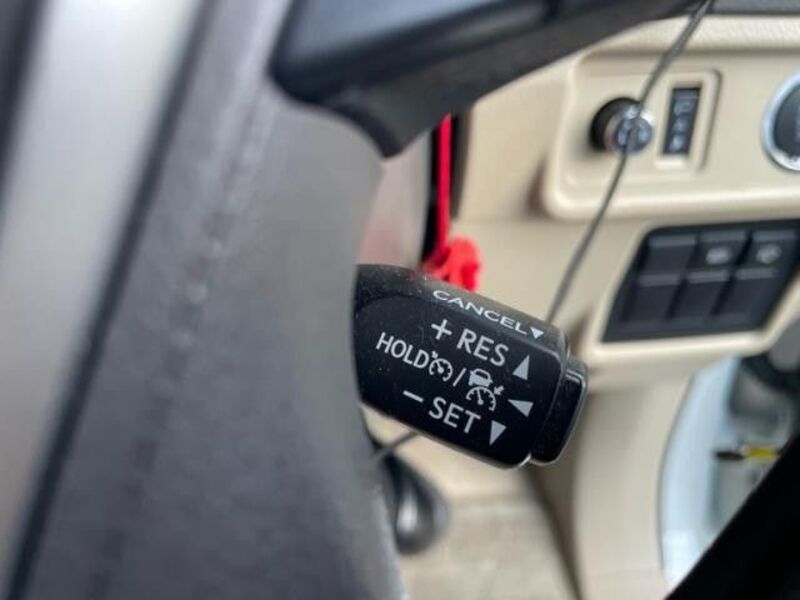 CANCEL▼
+ RES ▲
HOLD / ◀
− SET ▼